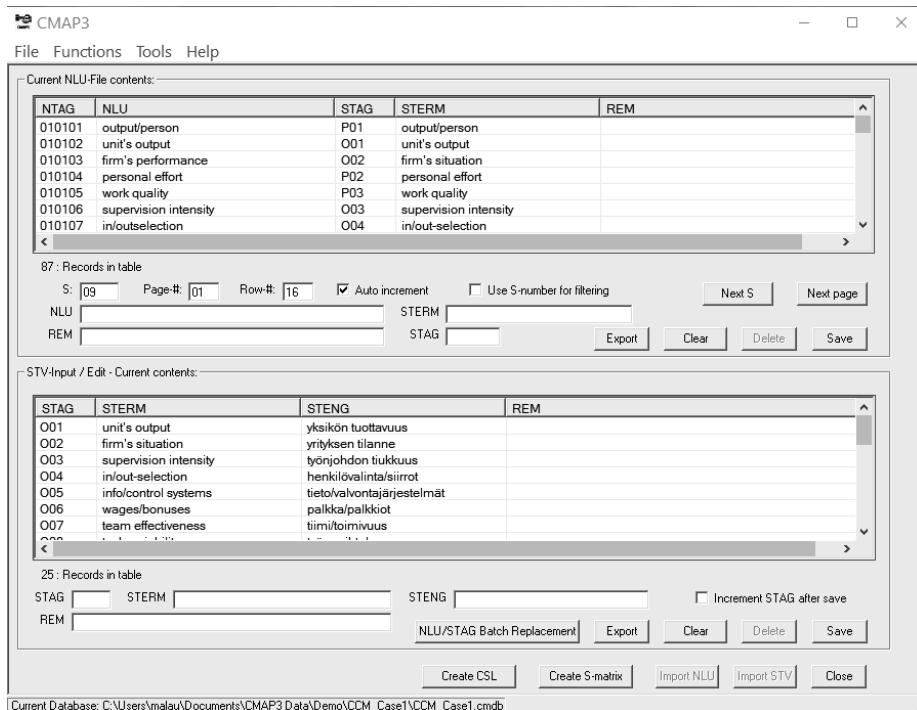 CMAP3
File Functions Tools Help
Current NLU-File contents:
NTAG NLU STAG STERM REM
010101 output/person P01 output/person
010102 unit's output O01 unit's output
010103 firm's performance O02 firm's situation
010104 personal effort P02 personal effort
010105 work quality P03 work quality
010106 supervision intensity O03 supervision intensity
010107 in/outselection O04 in/out-selection
87 : Records in table
S: 09 Page-#: 01 Row-#: 16 Auto increment Use S-number for filtering Next S Next page
NLU STERM
REM STAG Export Clear Delete Save
STV-Input / Edit - Current contents:
STAG STERM STENG REM
O01 unit's output yksikön tuottavuus
O02 firm's situation yrityksen tilanne
O03 supervision intensity työnjohdon tiukkuus
O04 in/out-selection henkilövalinta/siirrot
O05 info/control systems tieto/valvontajärjestelmät
O06 wages/bonuses palkka/palkkiot
O07 team effectiveness tiimi/toimivuus
25 : Records in table
STAG STERM STENG Increment STAG after save
REM NLU/STAG Batch Replacement Export Clear Delete Save
Create CSL Create S-matrix Import NLU Import STV Close
Current Database: C:\Users\malau\Documents\CMAP3 Data\Demo\CCM_Case1\CCM_Case1.cmdb